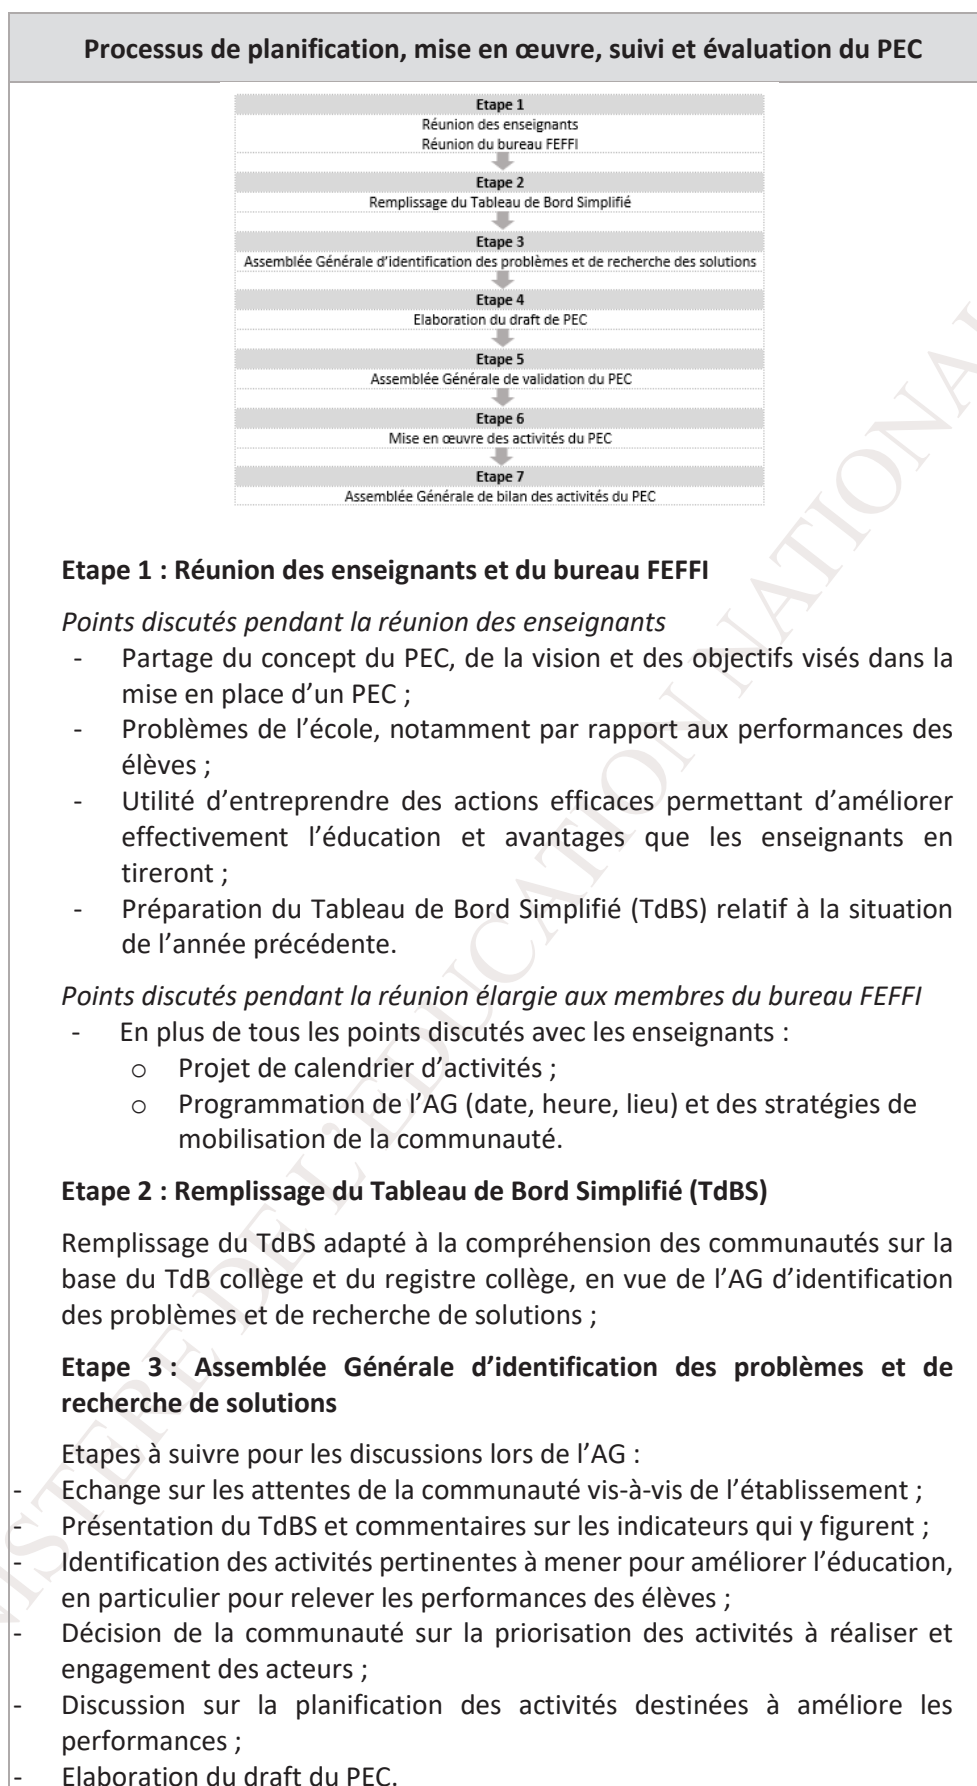 Processus de planification, mise en œuvre, suivi et évaluation du PEC
Etape 1
Réunion des enseignants
Réunion du bureau FEFFI
Etape 2
Remplissage du Tableau de Bord Simplifié
Etape 3
Assemblée Générale d'identification des problèmes et de recherche des solutions
Etape 4
Elaboration du draft de PEC
Etape 5
Assemblée Générale de validation du PEC
Etape 6
Mise en œuvre des activités du PEC
Etape 7
Assemblée Générale de bilan des activités du PEC
Etape 1 : Réunion des enseignants et du bureau FEFFI
Points discutés pendant la réunion des enseignants
- Partage du concept du PEC, de la vision et des objectifs visés dans la
mise en place d’un PEC ;
- Problèmes de l’école, notamment par rapport aux performances des
élèves ;
- Utilité d’entreprendre des actions efficaces permettant d’améliorer
effectivement l’éducation et avantages que les enseignants en
tireront ;
- Préparation du Tableau de Bord Simplifié (TdBS) relatif à la situation
de l’année précédente.
Points discutés pendant la réunion élargie aux membres du bureau FEFFI
- En plus de tous les points discutés avec les enseignants :
o Projet de calendrier d’activités ;
o Programmation de l’AG (date, heure, lieu) et des stratégies de
mobilisation de la communauté.
Etape 2 : Remplissage du Tableau de Bord Simplifié (TdBS)
Remplissage du TdBS adapté à la compréhension des communautés sur la
base du TdB collège et du registre collège, en vue de l’AG d’identification
des problèmes et de recherche de solutions ;
Etape 3 : Assemblée Générale d’identification des problèmes et de
recherche de solutions
Etapes à suivre pour les discussions lors de l’AG :
- Echange sur les attentes de la communauté vis-à-vis de l’établissement ;
- Présentation du TdBS et commentaires sur les indicateurs qui y figurent ;
- Identification des activités pertinentes à mener pour améliorer l’éducation,
en particulier pour relever les performances des élèves ;
- Décision de la communauté sur la priorisation des activités à réaliser et
engagement des acteurs ;
- Discussion sur la planification des activités destinées à améliore les
performances ;
- Elaboration du draft du PEC.
NISTERE DE L’EDUCATION NATIONAL